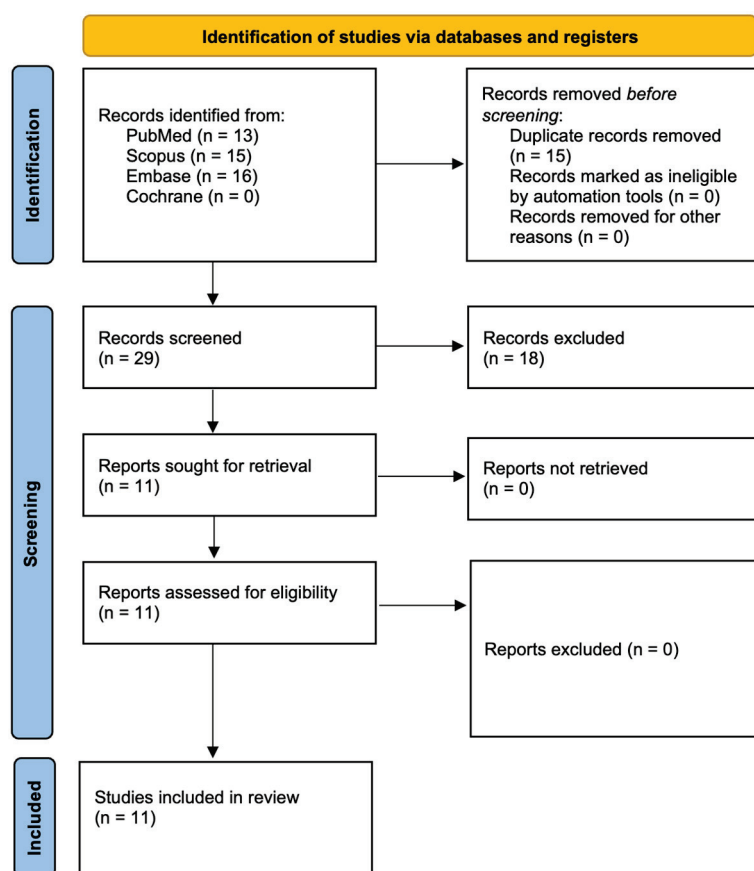 Identification of studies via databases and registers
Identification
Records identified from:
PubMed (n = 13)
Scopus (n = 15)
Embase (n = 16)
Cochrane (n = 0)
Records removed before
screening:
Duplicate records removed
(n = 15)
Records marked as ineligible
by automation tools (n = 0)
Records removed for other
reasons (n = 0)
Screening
Records screened
(n = 29)
Records excluded
(n = 18)
Reports sought for retrieval
(n = 11)
Reports not retrieved
(n = 0)
Reports assessed for eligibility
(n = 11)
Reports excluded (n = 0)
Included
Studies included in review
(n = 11)